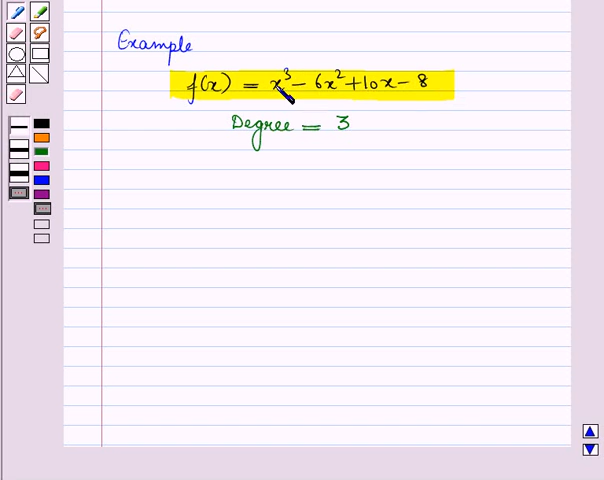 Example
f(x) = x³ - 6x² + 10x - 8
Degree = 3